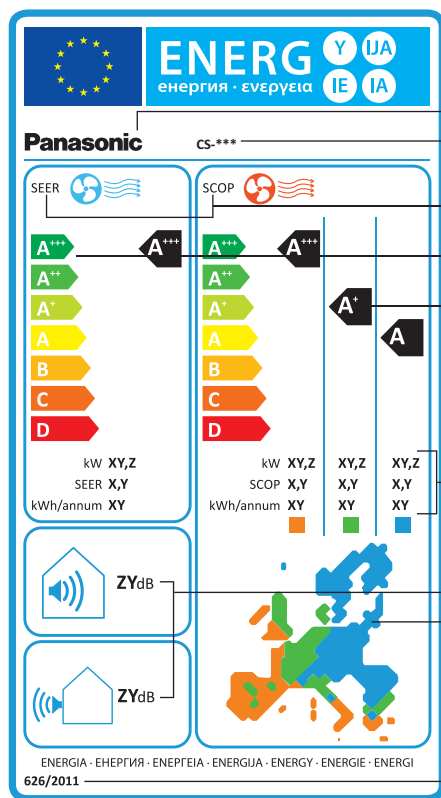 ENERG Y IJA
енергия · ενεργεια IE IA
Panasonic CS-***
SEER
A+++ A+++
A++
A+
A
B
C
D
kW XY,Z
SEER X,Y
kWh/annum XY
SCOP
A+++ A+++
A++
A+ A+
A A
B
C
D
kW XY,Z XY,Z XY,Z
SCOP X,Y X,Y X,Y
kWh/annum XY XY XY
ZYdB
ZYdB
ENERGIA · ЕНЕРГИЯ · ΕΝΕΡΓΕΙΑ · ENERGIJA · ENERGY · ENERGIE · ENERGI
626/2011